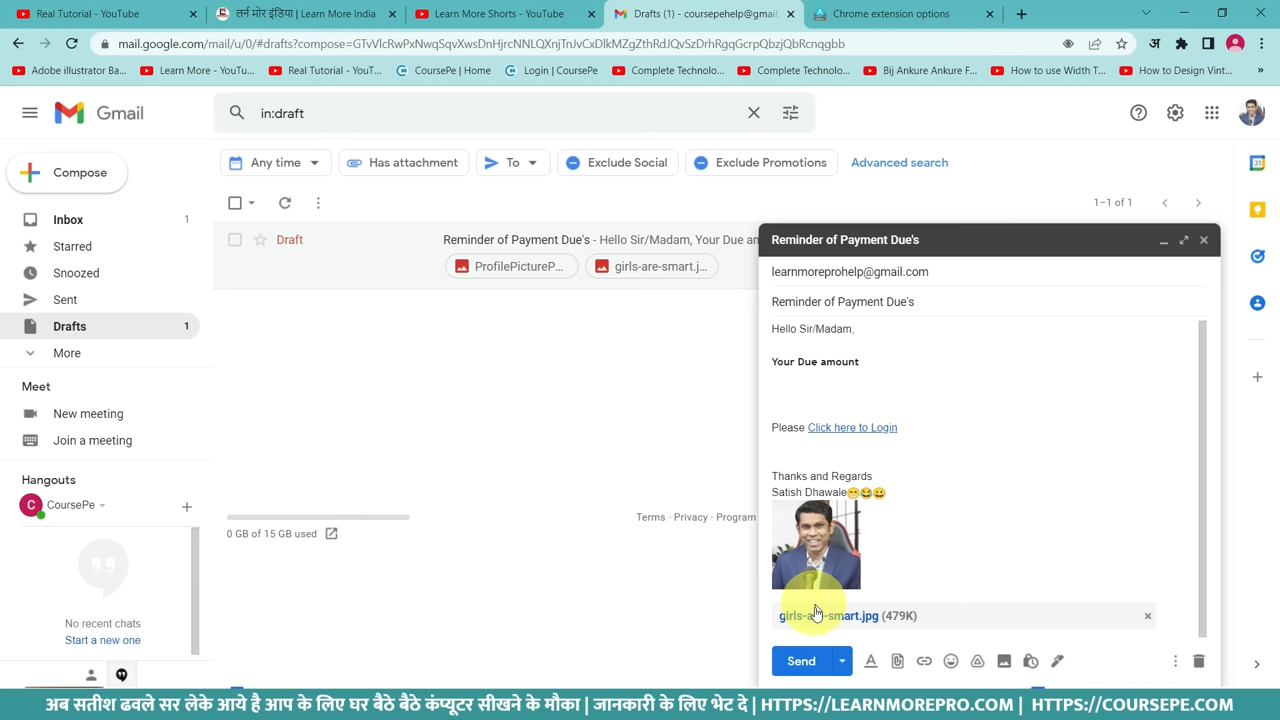 Real Tutorial - YouTube
लर्न मोर इंडिया | Learn More India
Learn More Shorts - YouTube
Drafts (1) - coursepehelp@gmail.
Chrome extension options
mail.google.com/mail/u/0/#drafts?compose=GTvVlcRwPxNwqSqvXwsDnHjrcNNLQXnjTnJvCxDlkMZgZthRdJQvSzDrhRgqGcrpQbzjQbRcnqgbb
अ
Adobe illustrator Ba...
Learn More - YouTu...
Real Tutorial - YouT...
CoursePe | Home
Login | CoursePe
Complete Technolo...
Complete Technolo...
Bij Ankure Ankure F...
How to use Width T...
How to Design Vint...
»
Gmail
in:draft
Compose
Any time
Has attachment
To
Exclude Social
Exclude Promotions
Advanced search
Inbox 1
Starred
Snoozed
Sent
Drafts 1
More
1–1 of 1
Draft
Reminder of Payment Due's - Hello Sir/Madam, Your Due an
ProfilePictureP...
girls-are-smart.j...
Meet
New meeting
Join a meeting
Hangouts
C CoursePe
No recent chats
Start a new one
0 GB of 15 GB used
Terms · Privacy · Program
Reminder of Payment Due's
learnmoreprohelp@gmail.com
Reminder of Payment Due's
Hello Sir/Madam,
Your Due amount
Please Click here to Login
Thanks and Regards
Satish Dhawale😁😂😀
girls-are-smart.jpg (479K)
Send
31
अब सतीश ढवले सर लेके आये है आप के लिए घर बैठे बैठे कंप्यूटर सीखने के मौका | जानकारी के लिए भेट दे | HTTPS://LEARNMOREPRO.COM | HTTPS://COURSEPE.COM